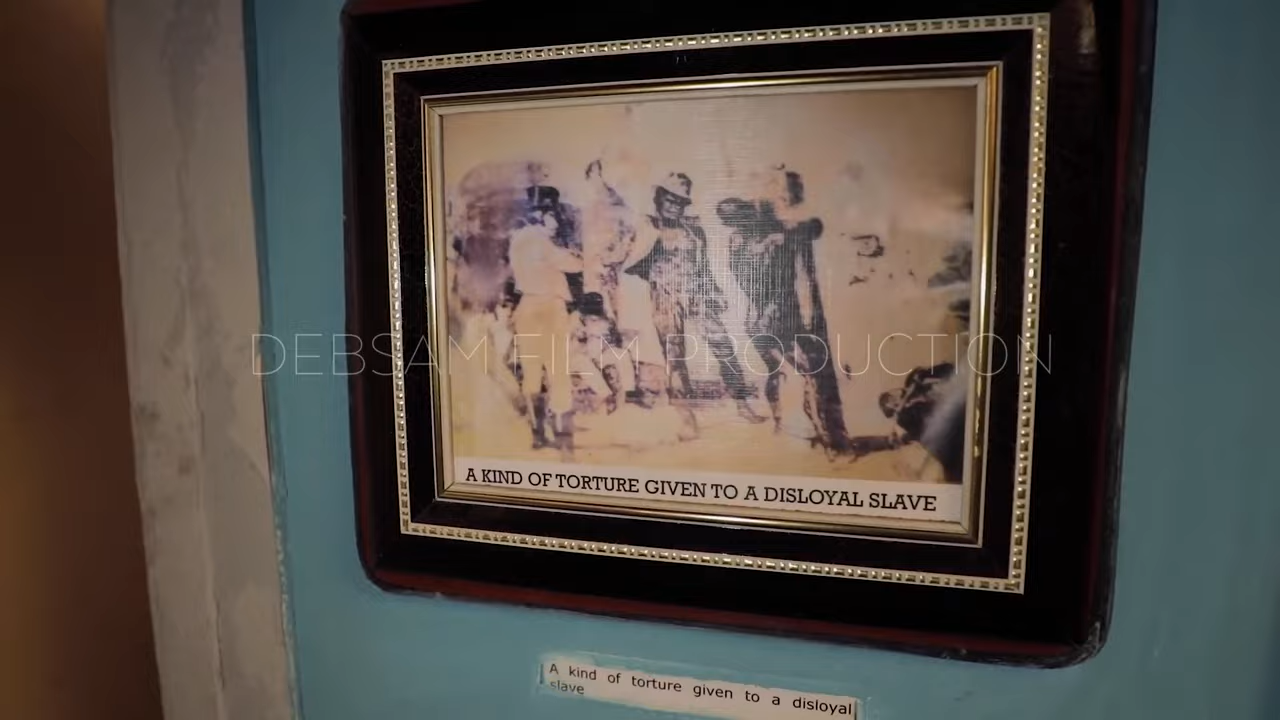 DEBSAM FILM PRODUCTION
A KIND OF TORTURE GIVEN TO A DISLOYAL SLAVE
A kind of torture given to a disloyal
slave